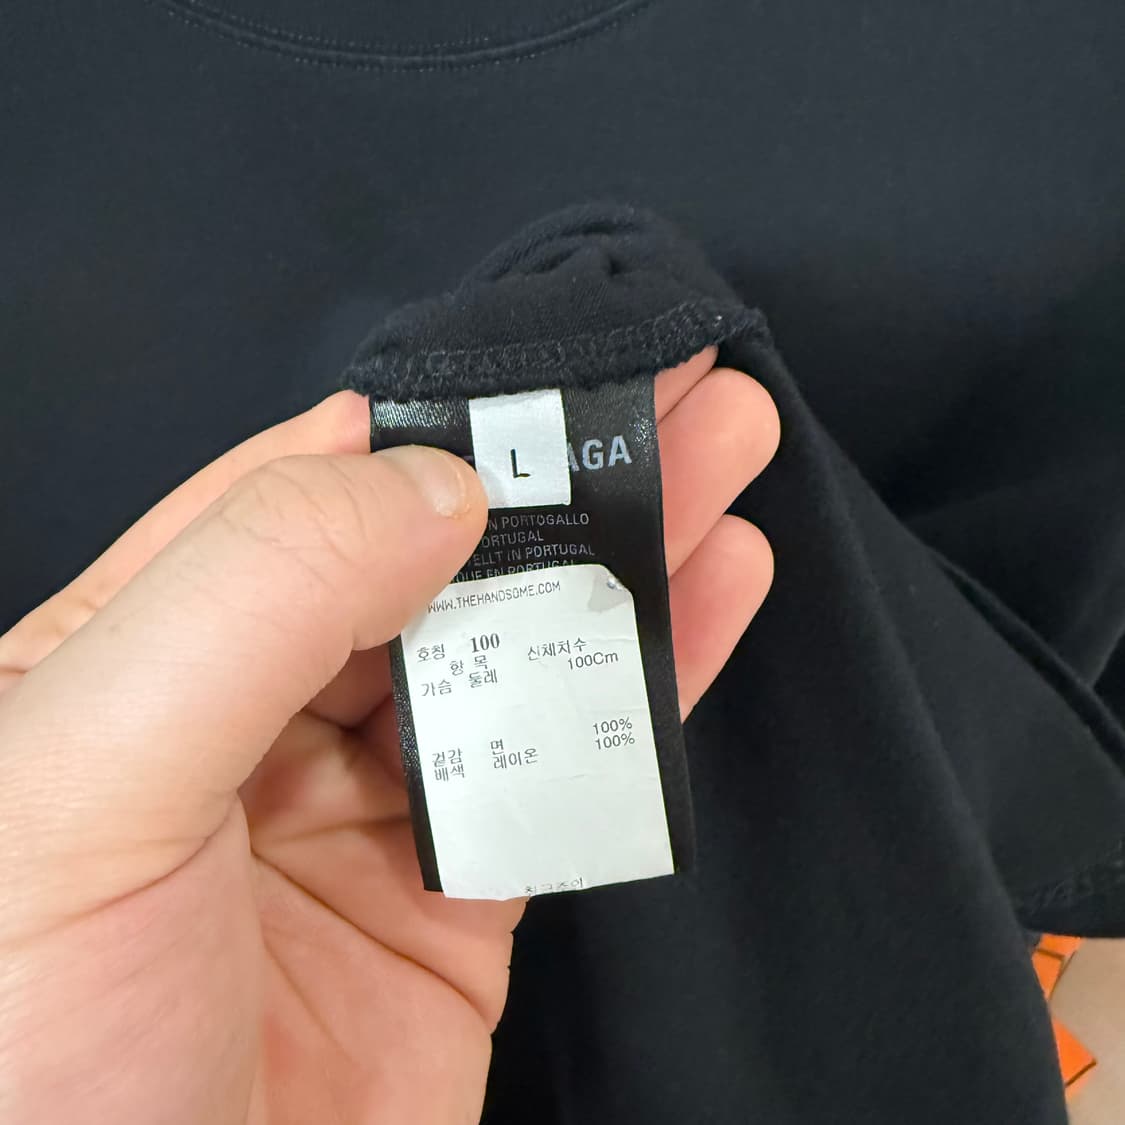 L
AGA
N PORTOGALLO
ORTUGAL
ELLT IN PORTUGAL
QUE EN PORTUGAL
WWW.THEHANDSOME.COM
호칭 100 신체치수
항 목 100Cm
가슴 둘레
겉감 면 100%
배색 레이온 100%